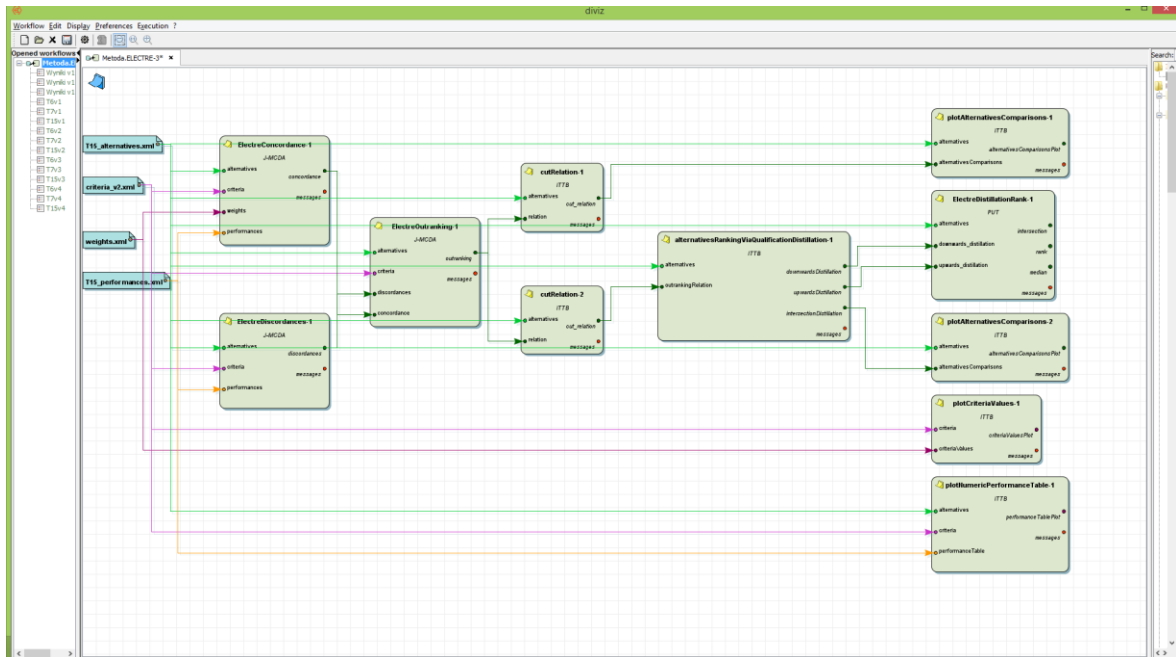 diviz
Workflow Edit Display Preferences Execution ?
Opened workflows
Search:
Metoda.E
Metoda.ELECTRE-3* ×
Wyniki v1
Wyniki v1
Wyniki v1
T6v1
T7v1
T15v1
T6v2
T7v2
T15v2
T6v3
T7v3
T15v3
T6v4
T7v4
T15v4
T15_alternatives.xml
criteria_v2.xml
weights.xml
T15_performances.xml
ElectreConcordance-1
J-MCDA
alternatives
concordance
criteria
messages
weights
performances
ElectreDiscordances-1
J-MCDA
alternatives
discordances
criteria
messages
performances
ElectreOutranking-1
J-MCDA
alternatives
outranking
criteria
messages
discordances
concordance
cutRelation-1
ITTB
alternatives
out_relation
relation
messages
cutRelation-2
ITTB
alternatives
out_relation
relation
messages
alternativesRankingViaQualificationDistillation-1
ITTB
alternatives
downwardsDistillation
outrankingRelation
upwardsDistillation
intersectionDistillation
messages
plotAlternativesComparisons-1
ITTB
alternatives
alternativesComparisonsPlot
alternativesComparisons
messages
ElectreDistillationRank-1
PUT
alternatives
intersection
downwards_distillation
rank
upwards_distillation
median
messages
plotAlternativesComparisons-2
ITTB
alternatives
alternativesComparisonsPlot
alternativesComparisons
messages
plotCriteriaValues-1
ITTB
criteria
criteriaValuesPlot
criteriaValues
messages
plotNumericPerformanceTable-1
ITTB
alternatives
performanceTablePlot
criteria
messages
performanceTable